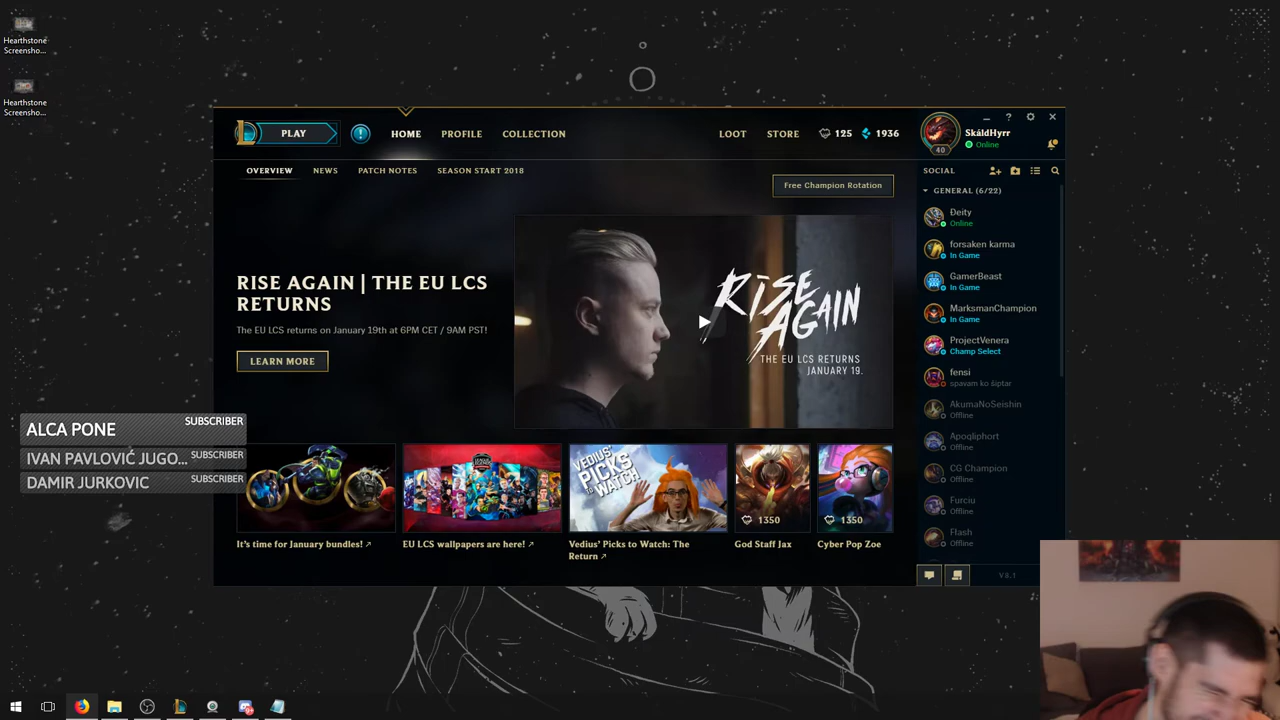 Hearthstone
Screensho...
Hearthstone
Screensho...
PLAY
HOME
PROFILE
COLLECTION
LOOT
STORE
125
1936
40
SkáldHyrr
Online
OVERVIEW
NEWS
PATCH NOTES
SEASON START 2018
Free Champion Rotation
RISE AGAIN | THE EU LCS
RETURNS
The EU LCS returns on January 19th at 6PM CET / 9AM PST!
LEARN MORE
RISE
AGAIN
THE EU LCS RETURNS
JANUARY 19.
SOCIAL
GENERAL (6/22)
Ðeity
Online
forsaken karma
In Game
GamerBeast
In Game
MarksmanChampion
In Game
ProjectVenera
Champ Select
fensi
spavam ko šiptar
AkumaNoSeishin
Offline
Apoqliphort
Offline
CG Champion
Offline
Furciu
Offline
Flash
Offline
V8.1
ALCA PONE
SUBSCRIBER
IVAN PAVLOVIĆ JUGO...
SUBSCRIBER
DAMIR JURKOVIC
SUBSCRIBER
VEDIUS'
PICKS
TO
WATCH
1350
1350
It's time for January bundles!
EU LCS wallpapers are here!
Vedius' Picks to Watch: The
Return
God Staff Jax
Cyber Pop Zoe